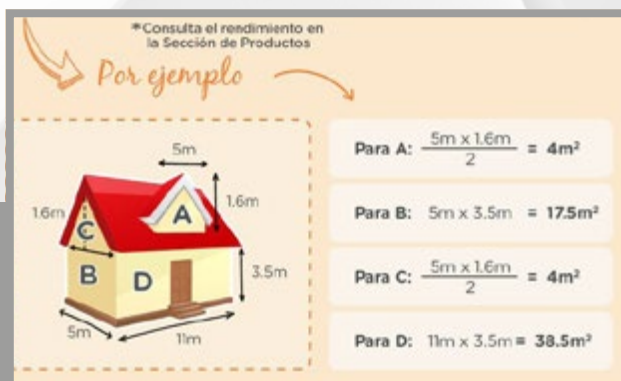 *Consulta el rendimiento en
la Sección de Productos
Por ejemplo
5m
1.6m
1.6m
A
C
B
D
3.5m
5m
11m
Para A: 5m x 1.6m / 2 = 4m²
Para B: 5m x 3.5m = 17.5m²
Para C: 5m x 1.6m / 2 = 4m²
Para D: 11m x 3.5m = 38.5m²